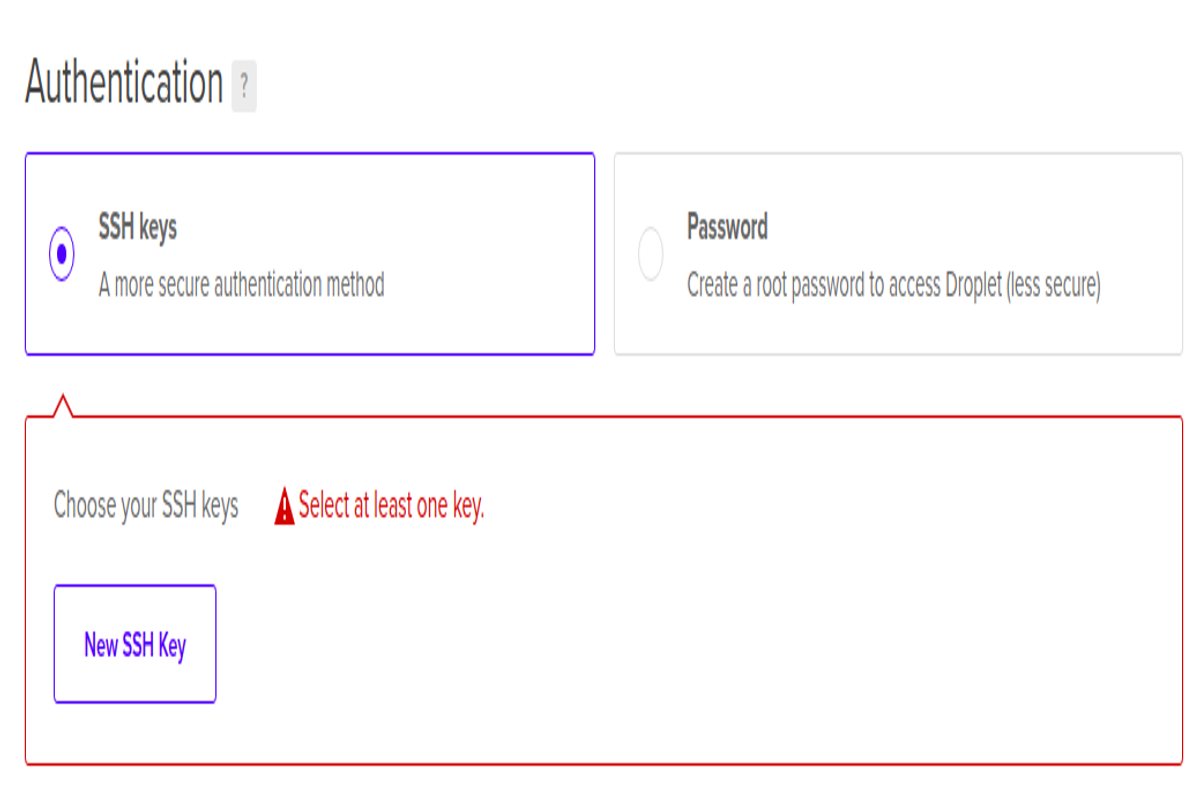 Authentication ?
SSH keys
A more secure authentication method
Password
Create a root password to access Droplet (less secure)
Choose your SSH keys
Select at least one key.
New SSH Key